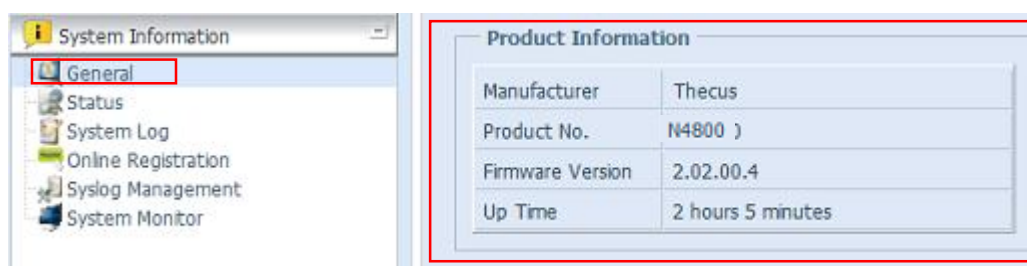 System Information
General
Status
System Log
Online Registration
Syslog Management
System Monitor
Product Information
Manufacturer Thecus
Product No. N4800 )
Firmware Version 2.02.00.4
Up Time 2 hours 5 minutes